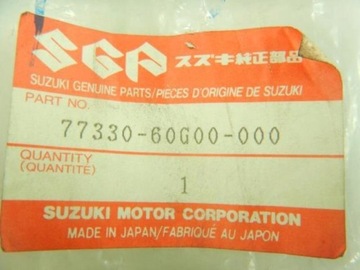 SGP スズキ純正部品
SUZUKI GENUINE PARTS/PIECES D'ORIGINE DE SUZUKI
PART NO.
77330-60G00-000
QUANTITY
(QUANTITE)
1
SUZUKI MOTOR CORPORATION
MADE IN JAPAN/FABRIQUÉ AU JAPON